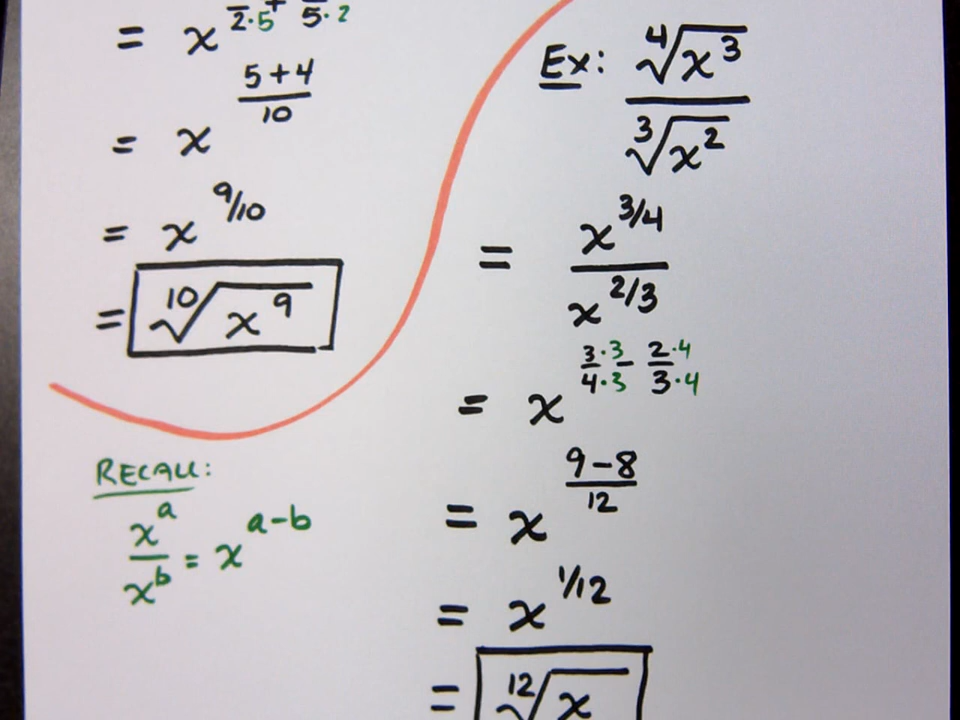 = x^(‾/2·5 + ‾/5·2)
= x^((5+4)/10)
= x^(9/10)
= ¹⁰√(x⁹)
RECALL:
x^a/x^b = x^(a-b)
Ex: ⁴√(x³) / ³√(x²)
= x^(3/4) / x^(2/3)
= x^((3·3)/(4·3) - (2·4)/(3·4))
= x^((9-8)/12)
= x^(1/12)
= ¹²√x